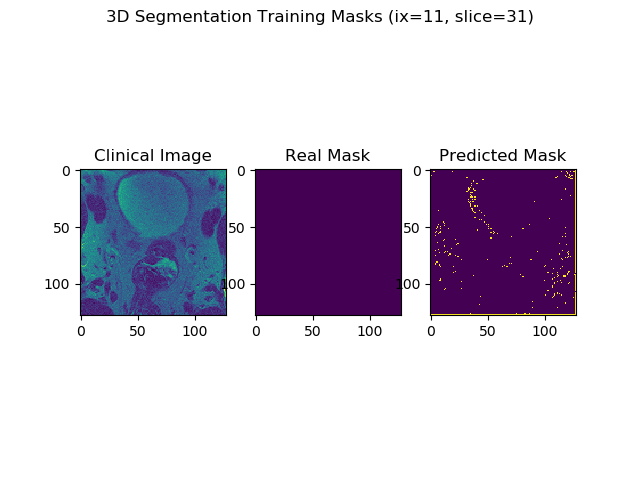 3D Segmentation Training Masks (ix=11, slice=31)
Clinical Image Real Mask Predicted Mask
0 0 0
50 50 50
100 100 100
0 50 100 0 50 100 0 50 100